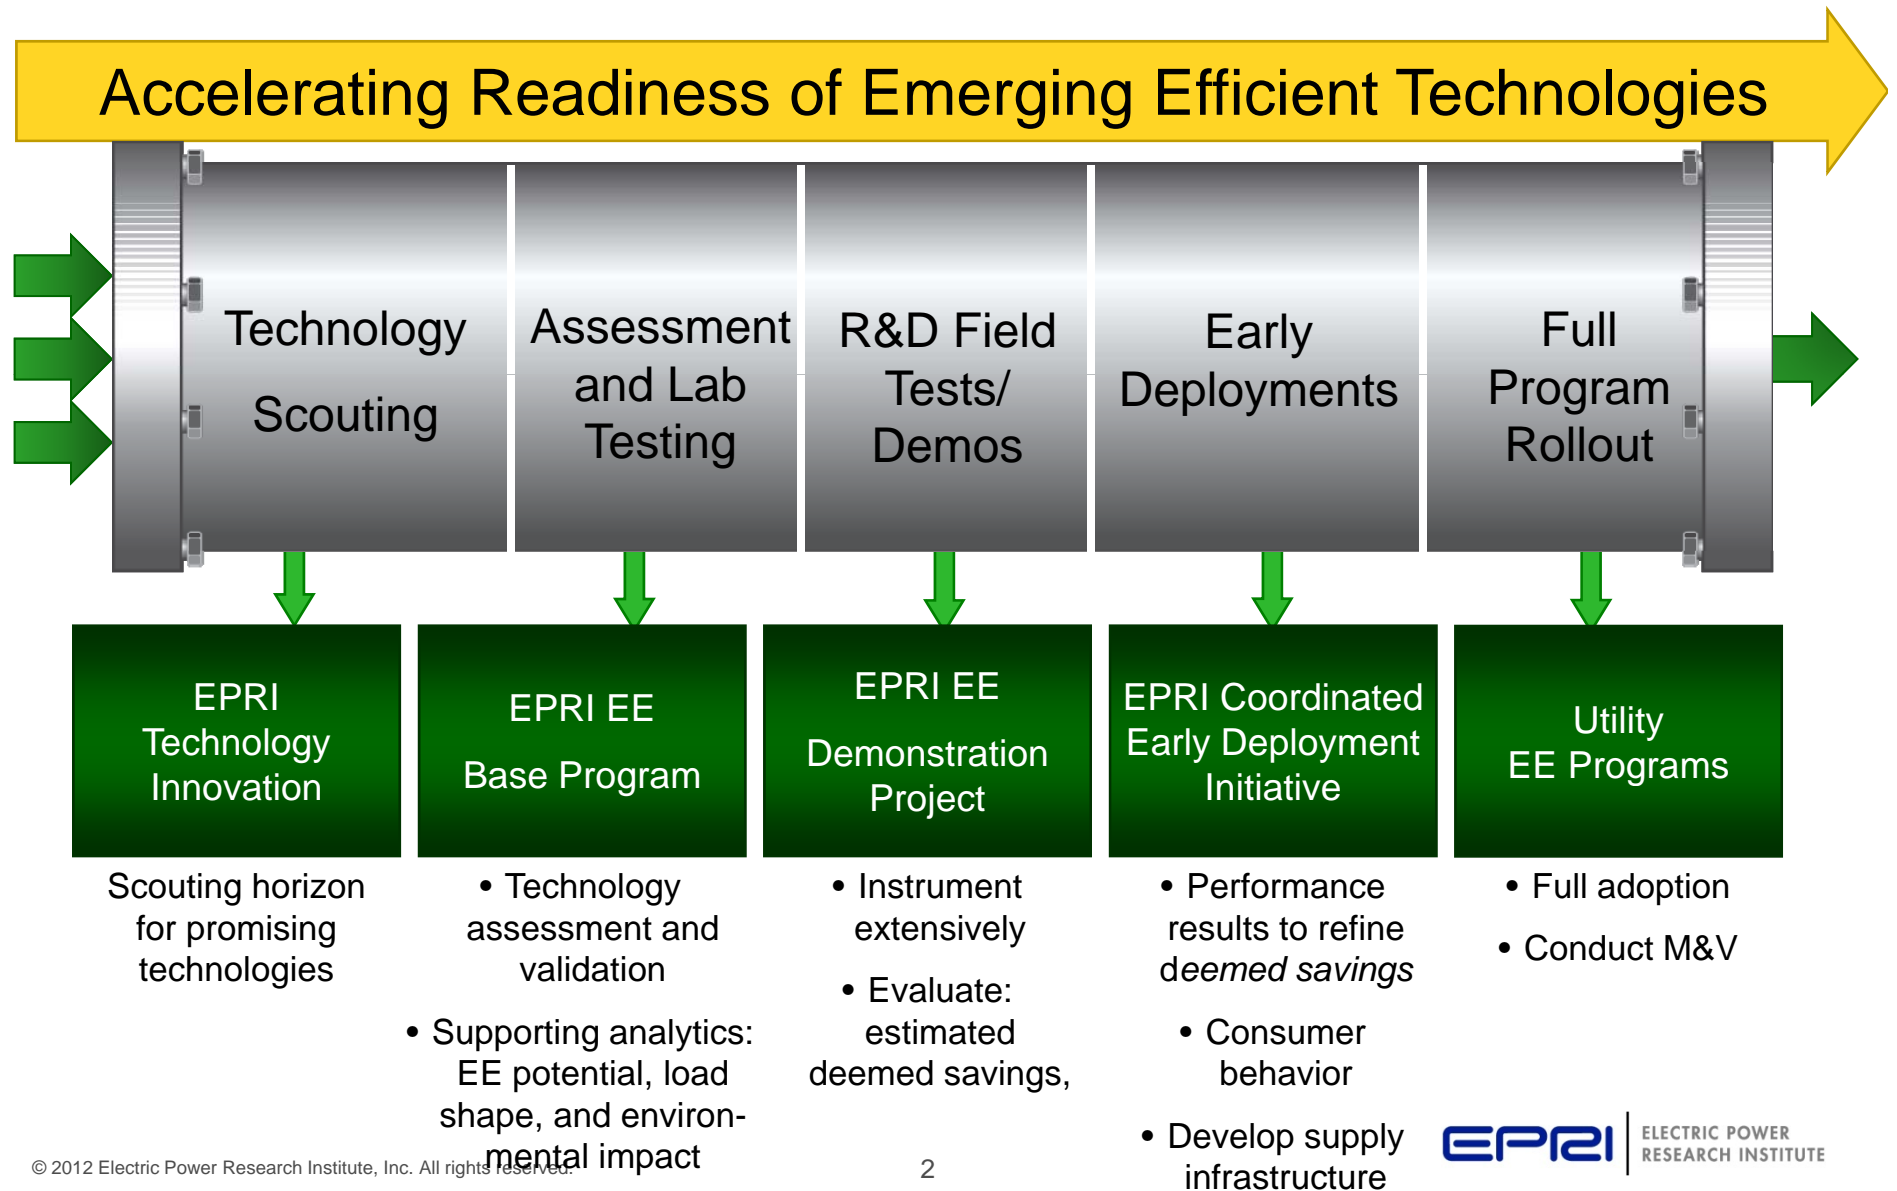 Accelerating Readiness of Emerging Efficient Technologies
Technology
Scouting
Assessment
and Lab
Testing
R&D Field
Tests/
Demos
Early
Deployments
Full
Program
Rollout
EPRI
Technology
Innovation
EPRI EE
Base Program
EPRI EE
Demonstration
Project
EPRI Coordinated
Early Deployment
Initiative
Utility
EE Programs
Scouting horizon
for promising
technologies
• Technology
assessment and
validation
• Supporting analytics:
EE potential, load
shape, and environ-
mental impact
• Instrument
extensively
• Evaluate:
estimated
deemed savings,
• Performance
results to refine
deemed savings
• Consumer
behavior
• Develop supply
infrastructure
• Full adoption
• Conduct M&V
© 2012 Electric Power Research Institute, Inc. All rights reserved.
2
EPRI
ELECTRIC POWER
RESEARCH INSTITUTE